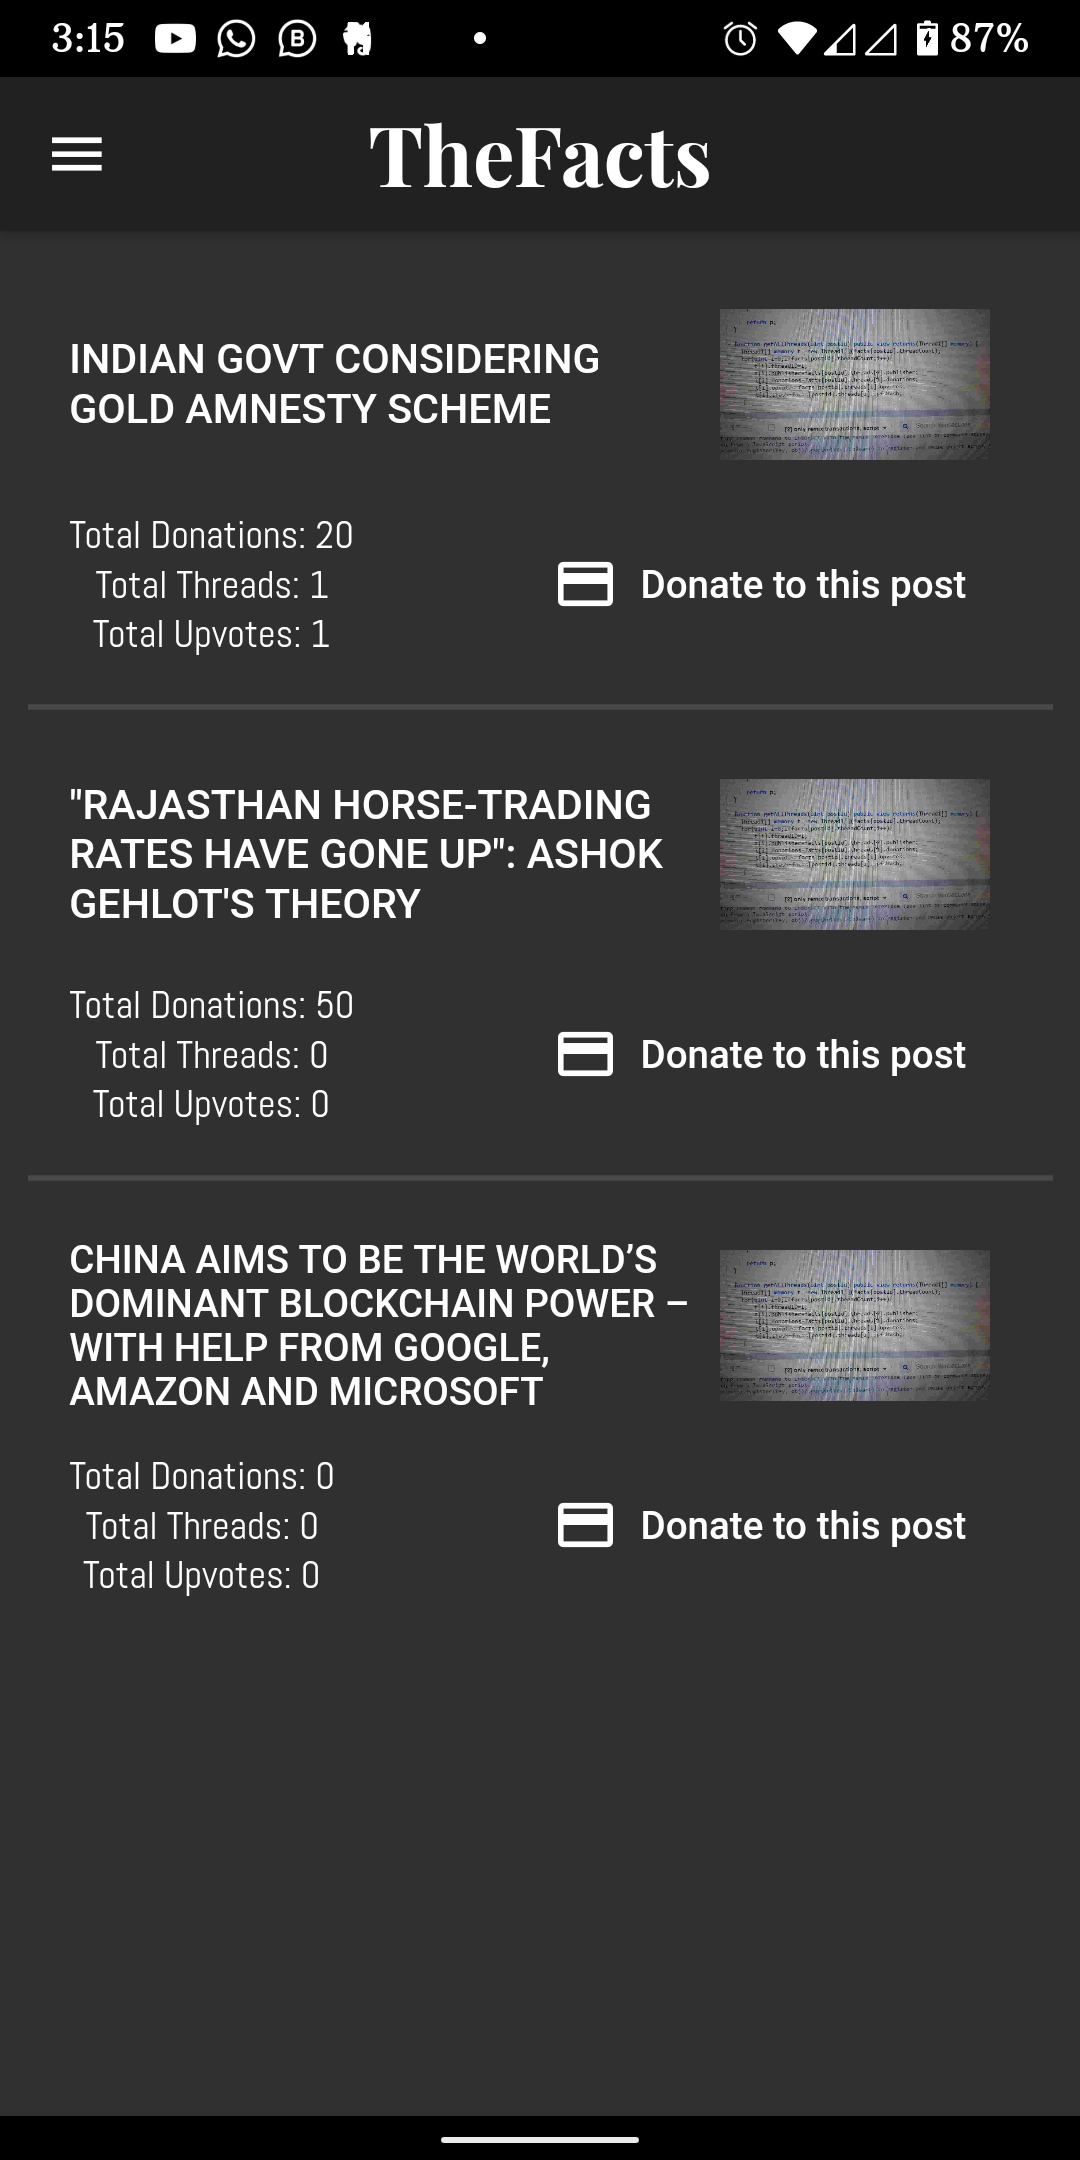 3:15
87%
TheFacts
INDIAN GOVT CONSIDERING
GOLD AMNESTY SCHEME
Total Donations: 20
Total Threads: 1
Total Upvotes: 1
Donate to this post
"RAJASTHAN HORSE-TRADING
RATES HAVE GONE UP": ASHOK
GEHLOT'S THEORY
Total Donations: 50
Total Threads: 0
Total Upvotes: 0
Donate to this post
CHINA AIMS TO BE THE WORLD’S
DOMINANT BLOCKCHAIN POWER –
WITH HELP FROM GOOGLE,
AMAZON AND MICROSOFT
Total Donations: 0
Total Threads: 0
Total Upvotes: 0
Donate to this post